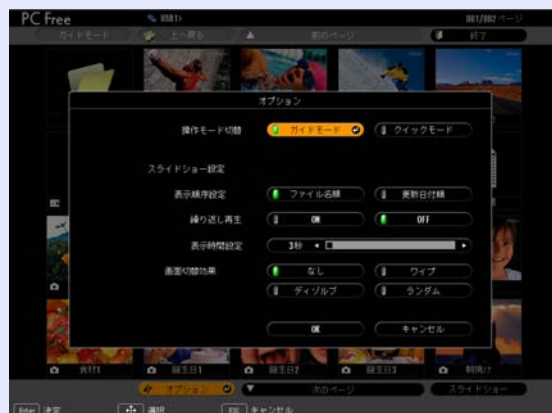 PC Free USB1> 001/002 ページ
ガイドモード 上へ戻る 前のページ 終了
オプション
操作モード切替 ガイドモード クイックモード
スライドショー設定
表示順序設定 ファイル名順 更新日付順
繰り返し再生 ON OFF
表示時間設定 3秒
画面切替効果 なし ワイプ
ディゾルブ ランダム
OK キャンセル
食材1 誕生日1 誕生日2 誕生日3 朝焼け
オプション 次のページ スライドショー
Enter 決定 選択 ESC キャンセル